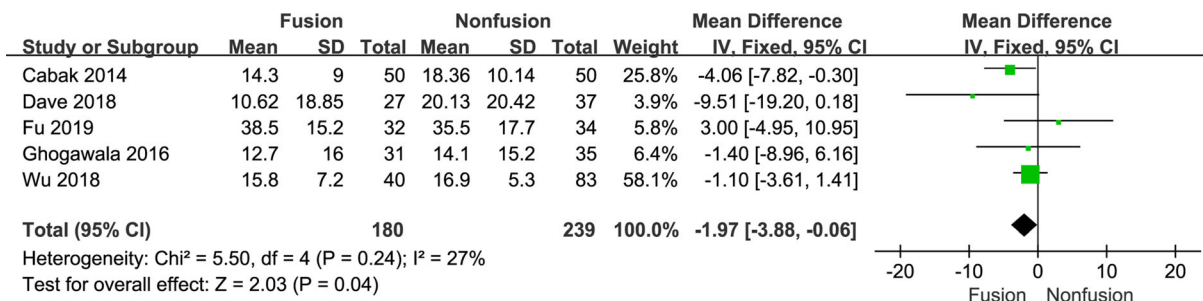 Fusion Nonfusion Mean Difference Mean Difference
Study or Subgroup Mean SD Total Mean SD Total Weight IV, Fixed, 95% CI IV, Fixed, 95% CI
Cabak 2014 14.3 9 50 18.36 10.14 50 25.8% -4.06 [-7.82, -0.30]
Dave 2018 10.62 18.85 27 20.13 20.42 37 3.9% -9.51 [-19.20, 0.18]
Fu 2019 38.5 15.2 32 35.5 17.7 34 5.8% 3.00 [-4.95, 10.95]
Ghogawala 2016 12.7 16 31 14.1 15.2 35 6.4% -1.40 [-8.96, 6.16]
Wu 2018 15.8 7.2 40 16.9 5.3 83 58.1% -1.10 [-3.61, 1.41]
Total (95% CI) 180 239 100.0% -1.97 [-3.88, -0.06]
Heterogeneity: Chi² = 5.50, df = 4 (P = 0.24); I² = 27%
Test for overall effect: Z = 2.03 (P = 0.04)
-20 -10 0 10 20
Fusion Nonfusion